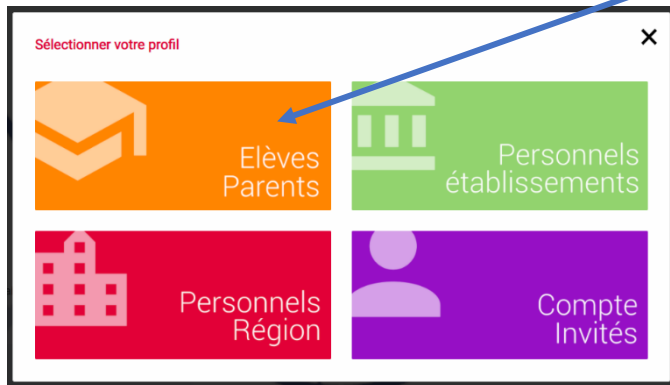 Sélectionner votre profil
Elèves
Parents
Personnels
établissements
Personnels
Région
Compte
Invités